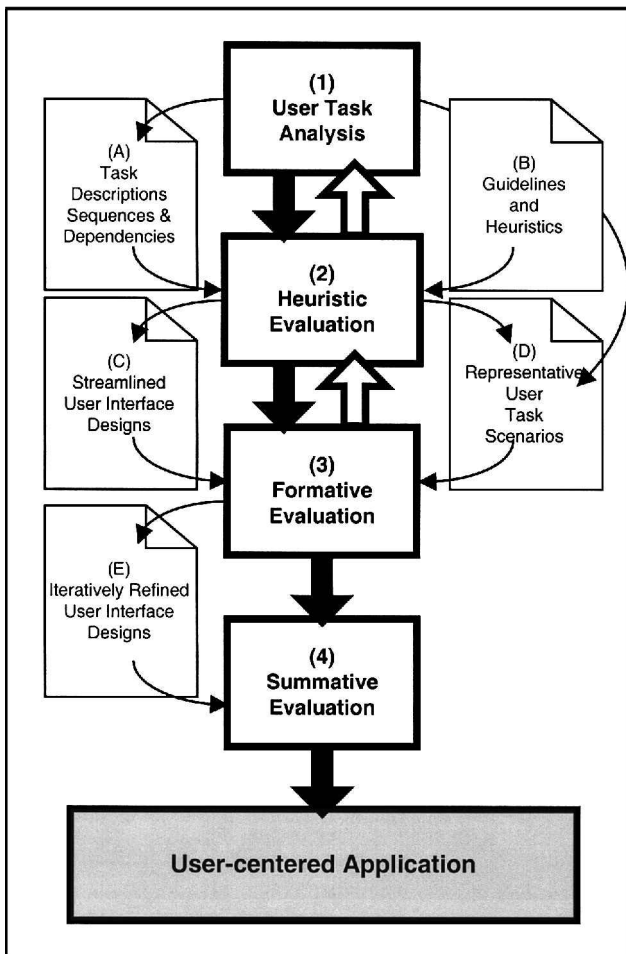 (1)
User Task
Analysis
(A)
Task
Descriptions
Sequences &
Dependencies
(B)
Guidelines
and
Heuristics
(2)
Heuristic
Evaluation
(C)
Streamlined
User Interface
Designs
(D)
Representative
User
Task
Scenarios
(3)
Formative
Evaluation
(E)
Iteratively Refined
User Interface
Designs
(4)
Summative
Evaluation
User-centered Application